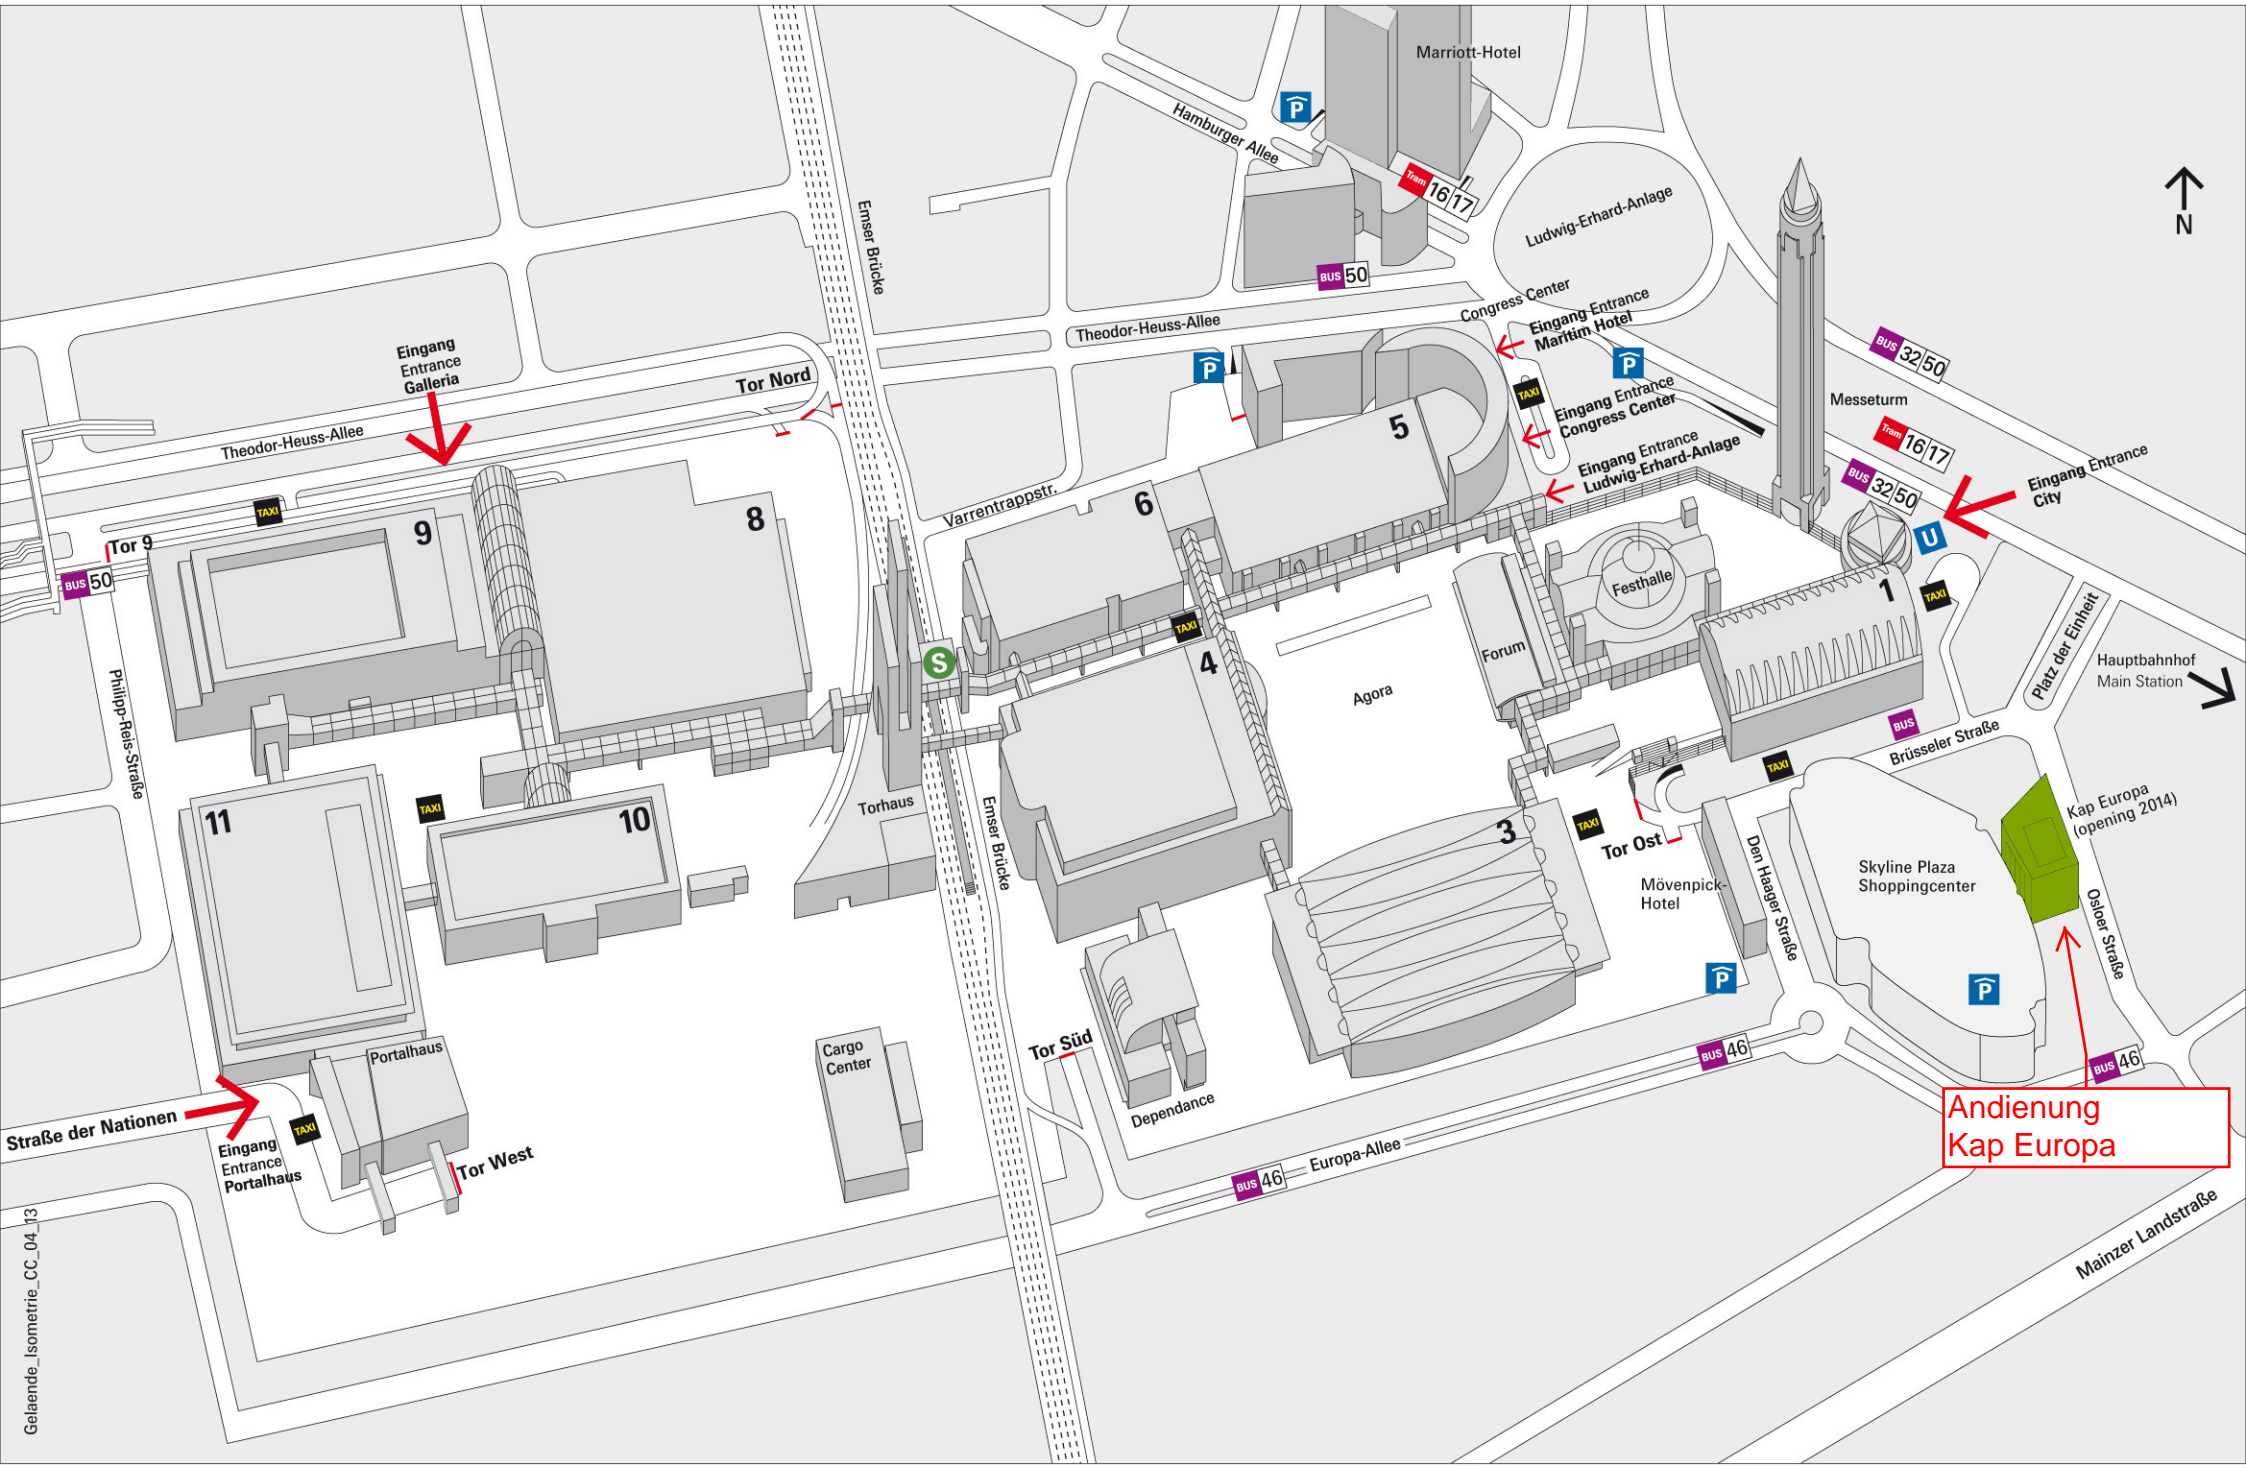 Marriott-Hotel
P
Hamburger Allee
Tram 16 17
Ludwig-Erhard-Anlage
N
Emser Brücke
BUS 50
Congress Center
Theodor-Heuss-Allee
Eingang Entrance
Maritim Hotel
P
P
BUS 32 50
Eingang
Entrance
Galleria
Tor Nord
TAXI
Eingang Entrance
Congress Center
Messeturm
Tram 16 17
Theodor-Heuss-Allee
5
Eingang Entrance
Ludwig-Erhard-Anlage
BUS 32 50
Eingang Entrance
City
U
Varrentrappstr.
6
TAXI
9
8
Tor 9
BUS 50
Festhalle
1
TAXI
TAXI
S
4
Forum
Agora
Platz der Einheit
Hauptbahnhof
Main Station
Philipp-Reis-Straße
BUS
Brüsseler Straße
TAXI
Torhaus
Emser Brücke
TAXI
11
10
3
TAXI
Tor Ost
Kap Europa
(opening 2014)
Mövenpick-
Hotel
Den Haager Straße
Skyline Plaza
Shoppingcenter
Osloer Straße
P
P
Portalhaus
Cargo
Center
Tor Süd
BUS 46
BUS 46
Dependance
Straße der Nationen
TAXI
Eingang
Entrance
Portalhaus
Tor West
Europa-Allee
BUS 46
Andienung
Kap Europa
Mainzer Landstraße
Gelaende_Isometrie_CC_04_13